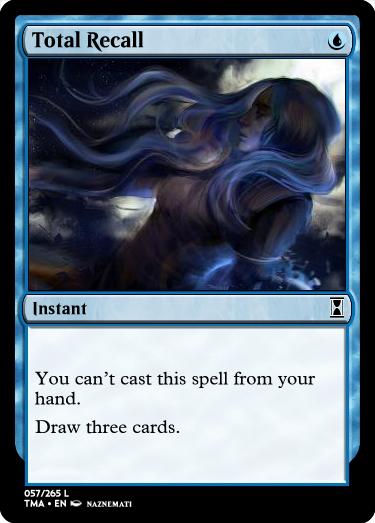 Total Recall
Instant
You can't cast this spell from your
hand.
Draw three cards.
057/265 L
TMA • EN NAZNEMATI